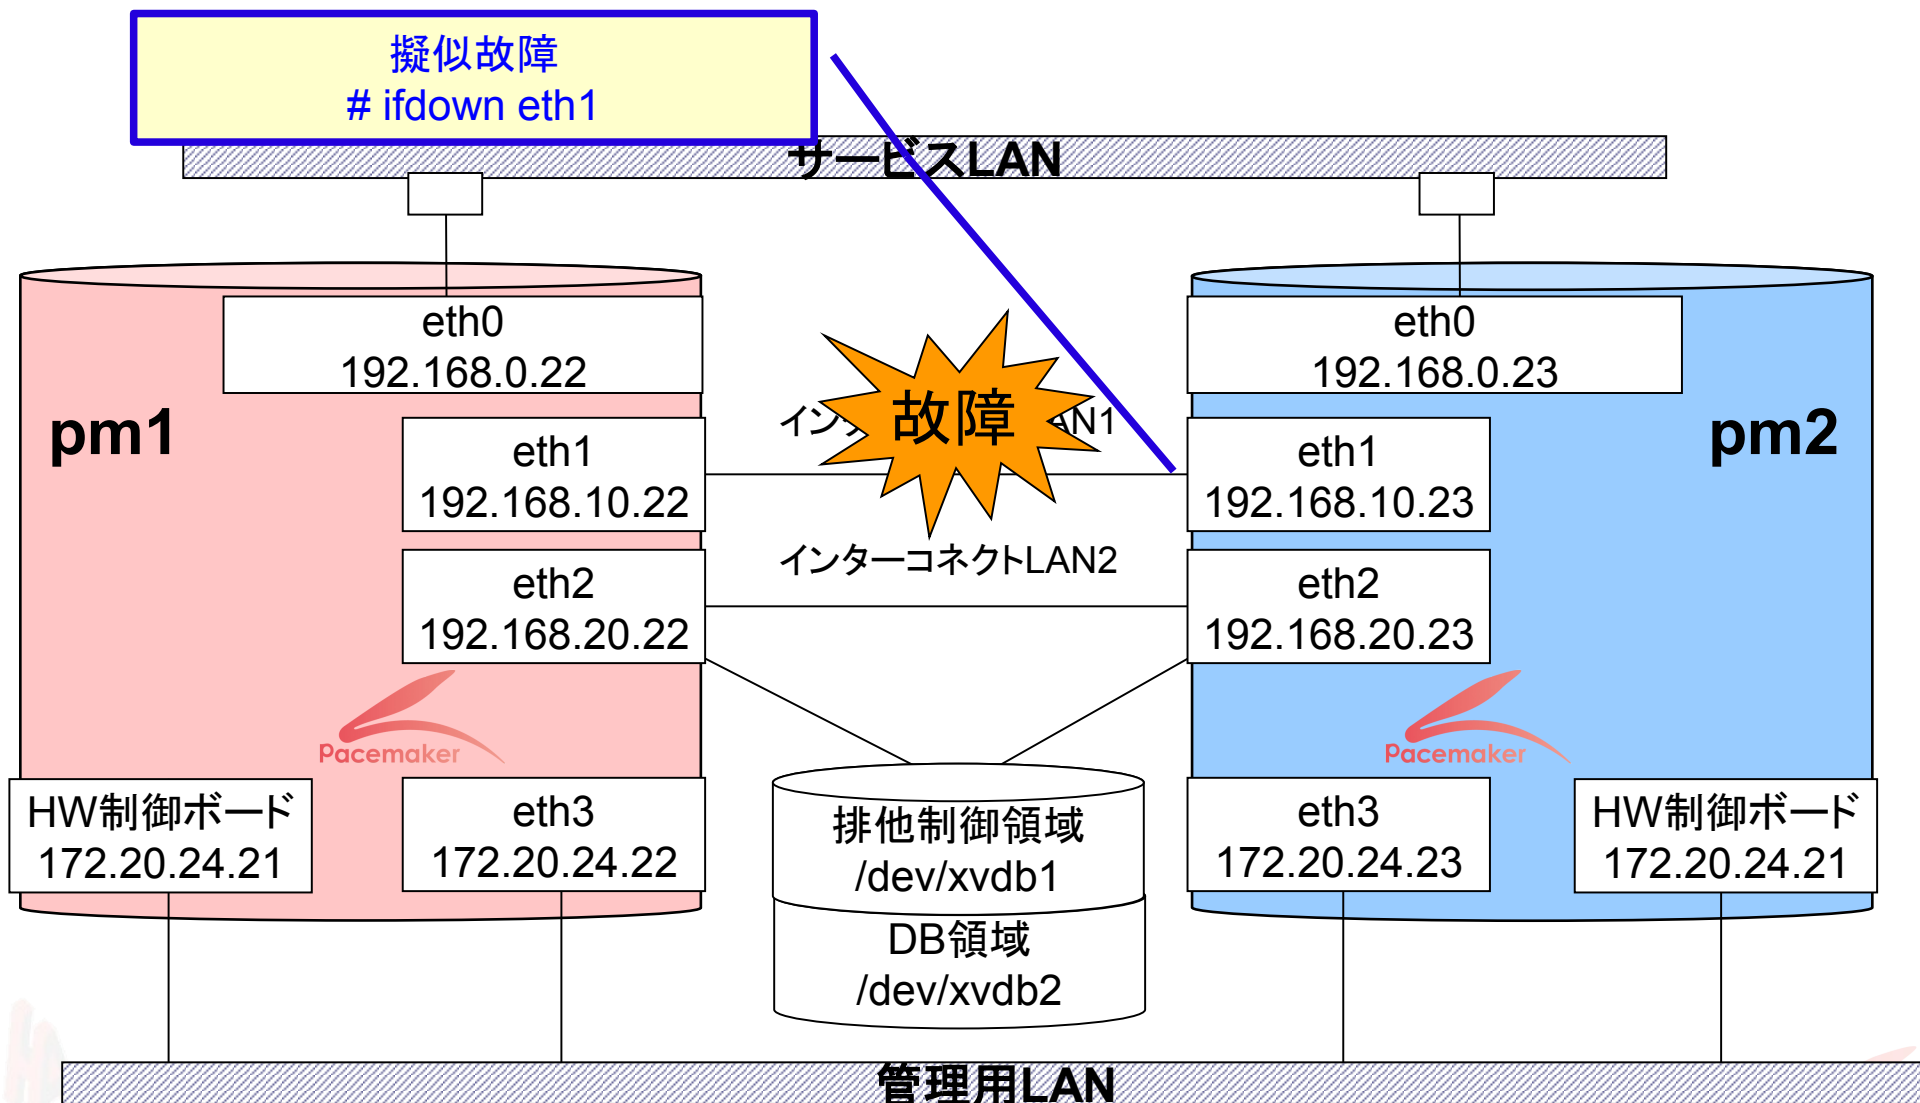 擬似故障
# ifdown eth1
サービスLAN
eth0
192.168.0.22
eth0
192.168.0.23
pm1
pm2
故障
イン
AN1
eth1
192.168.10.22
eth1
192.168.10.23
インターコネクトLAN2
eth2
192.168.20.22
eth2
192.168.20.23
Pacemaker
Pacemaker
HW制御ボード
172.20.24.21
eth3
172.20.24.22
排他制御領域
/dev/xvdb1
eth3
172.20.24.23
HW制御ボード
172.20.24.21
DB領域
/dev/xvdb2
管理用LAN